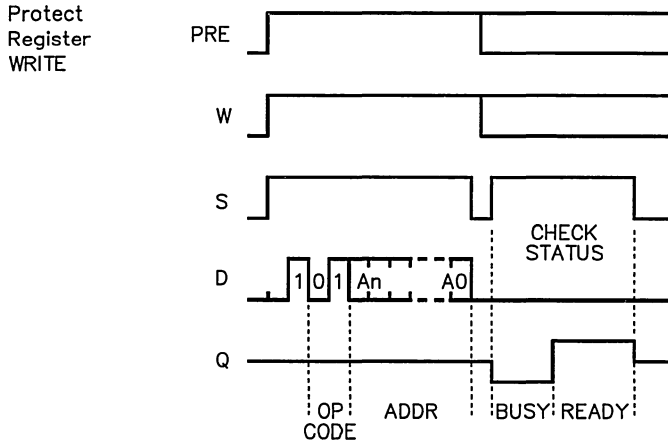 Protect
Register
WRITE
PRE
W
S
CHECK
STATUS
D
1 0 1 An A0
Q
OP
CODE
ADDR
BUSY READY